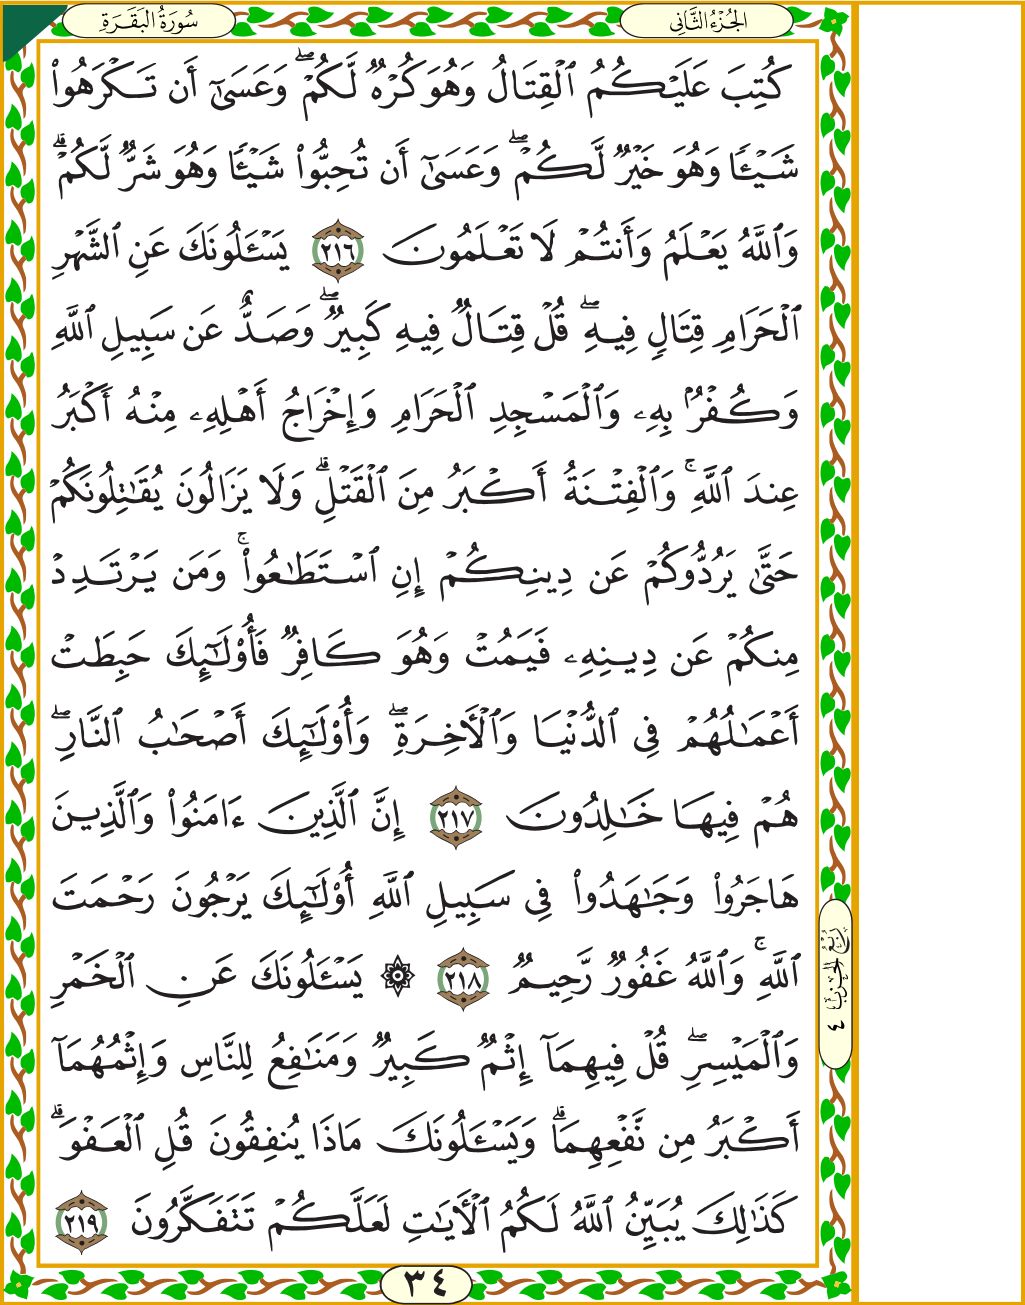 سُورَةُ البَقَرَةِ
الجُزْءُ الثَّانِي
كُتِبَ عَلَيْكُمُ ٱلْقِتَالُ وَهُوَ كُرْهٌ لَّكُمْ ۖ وَعَسَىٰٓ أَن تَكْرَهُوا۟
شَيْـًٔا وَهُوَ خَيْرٌ لَّكُمْ ۖ وَعَسَىٰٓ أَن تُحِبُّوا۟ شَيْـًٔا وَهُوَ شَرٌّ لَّكُمْ ۗ
وَٱللَّهُ يَعْلَمُ وَأَنتُمْ لَا تَعْلَمُونَ ٢١٦ يَسْـَٔلُونَكَ عَنِ ٱلشَّهْرِ
ٱلْحَرَامِ قِتَالٍ فِيهِ ۖ قُلْ قِتَالٌ فِيهِ كَبِيرٌ ۖ وَصَدٌّ عَن سَبِيلِ ٱللَّهِ
وَكُفْرٌۢ بِهِۦ وَٱلْمَسْجِدِ ٱلْحَرَامِ وَإِخْرَاجُ أَهْلِهِۦ مِنْهُ أَكْبَرُ
عِندَ ٱللَّهِ ۚ وَٱلْفِتْنَةُ أَكْبَرُ مِنَ ٱلْقَتْلِ ۗ وَلَا يَزَالُونَ يُقَـٰتِلُونَكُمْ
حَتَّىٰ يَرُدُّوكُمْ عَن دِينِكُمْ إِنِ ٱسْتَطَـٰعُوا۟ ۚ وَمَن يَرْتَدِدْ
مِنكُمْ عَن دِينِهِۦ فَيَمُتْ وَهُوَ كَافِرٌ فَأُو۟لَـٰٓئِكَ حَبِطَتْ
أَعْمَـٰلُهُمْ فِى ٱلدُّنْيَا وَٱلْـَٔاخِرَةِ ۖ وَأُو۟لَـٰٓئِكَ أَصْحَـٰبُ ٱلنَّارِ ۖ
هُمْ فِيهَا خَـٰلِدُونَ ٢١٧ إِنَّ ٱلَّذِينَ ءَامَنُوا۟ وَٱلَّذِينَ
هَاجَرُوا۟ وَجَـٰهَدُوا۟ فِى سَبِيلِ ٱللَّهِ أُو۟لَـٰٓئِكَ يَرْجُونَ رَحْمَتَ
ٱللَّهِ ۚ وَٱللَّهُ غَفُورٌ رَّحِيمٌ ٢١٨ ۞ يَسْـَٔلُونَكَ عَنِ ٱلْخَمْرِ
وَٱلْمَيْسِرِ ۖ قُلْ فِيهِمَآ إِثْمٌ كَبِيرٌ وَمَنَـٰفِعُ لِلنَّاسِ وَإِثْمُهُمَآ
أَكْبَرُ مِن نَّفْعِهِمَا ۗ وَيَسْـَٔلُونَكَ مَاذَا يُنفِقُونَ قُلِ ٱلْعَفْوَ ۗ
كَذَٰلِكَ يُبَيِّنُ ٱللَّهُ لَكُمُ ٱلْـَٔايَـٰتِ لَعَلَّكُمْ تَتَفَكَّرُونَ ٢١٩
رُبْعُ الحِزْبِ ٤
٣٤